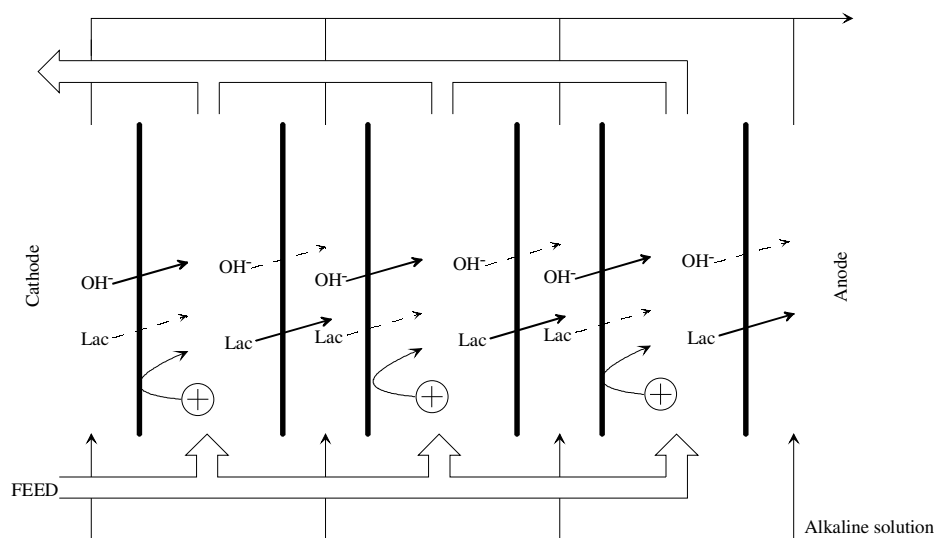 Cathode
OH-
OH-
OH-
OH-
OH-
OH-
Anode
Lac
Lac
Lac
Lac
Lac
Lac
+
+
+
FEED
Alkaline solution